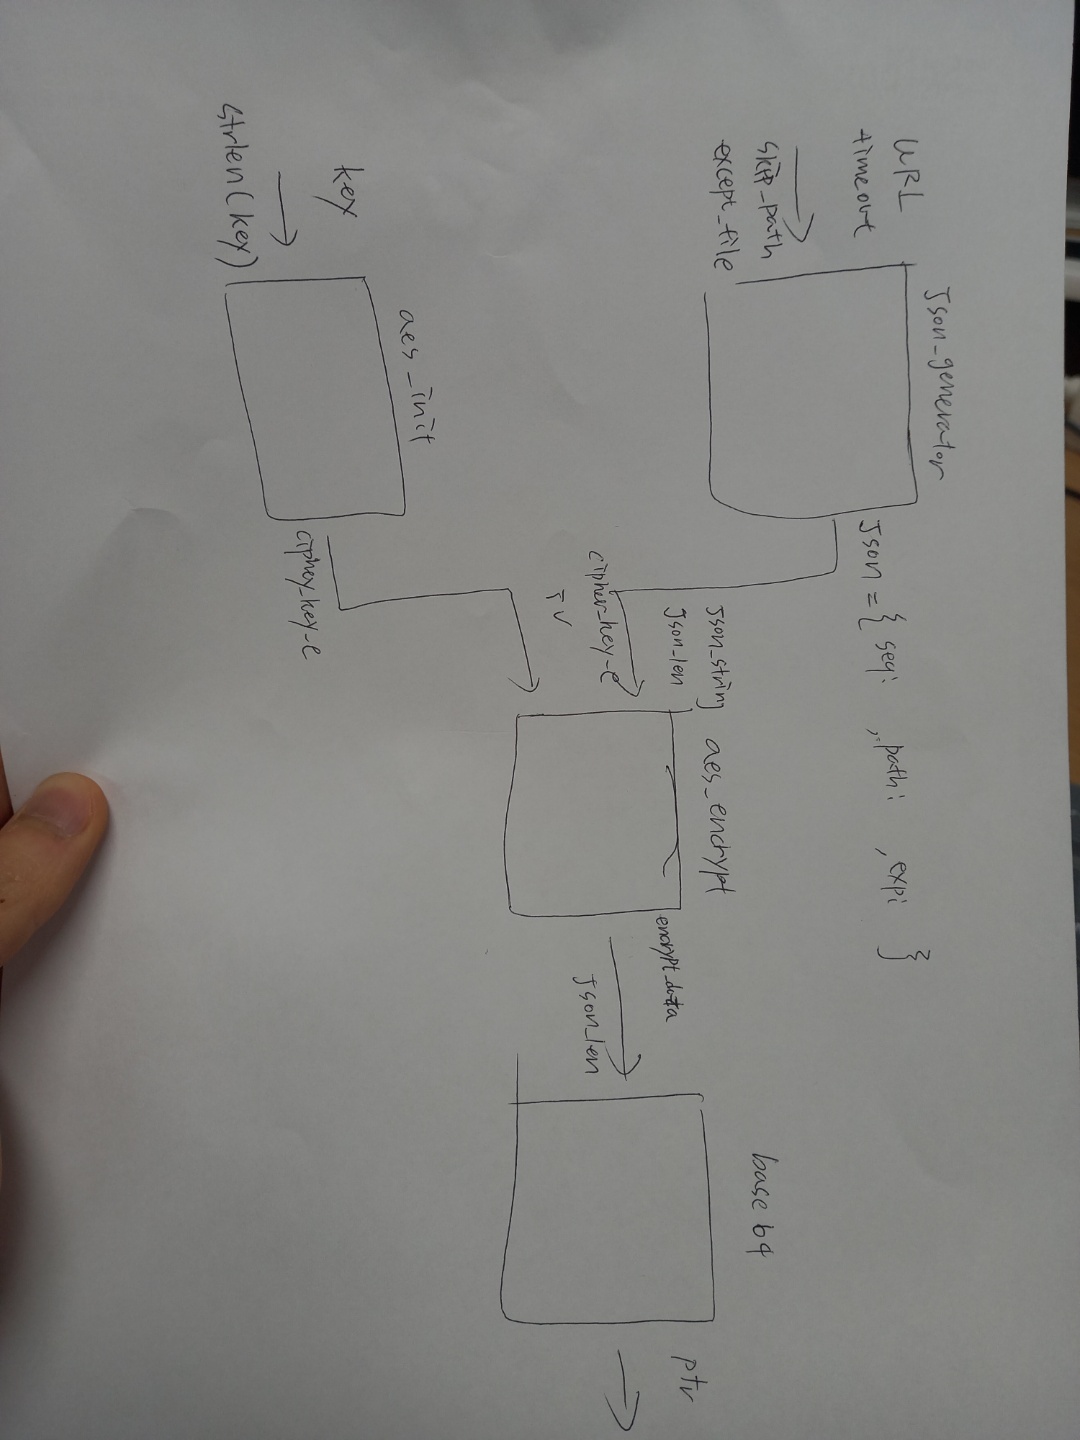 Json_generator
URL
timeout
skip_path
except_file
Json = { seq: , path: , exp: }
Json_string
Json_len
cipher_key_e
iv
aes_encrypt
encrypt_data
Json_len
base 64
ptr
aes_init
key
strlen(key)
ciphey_key_e